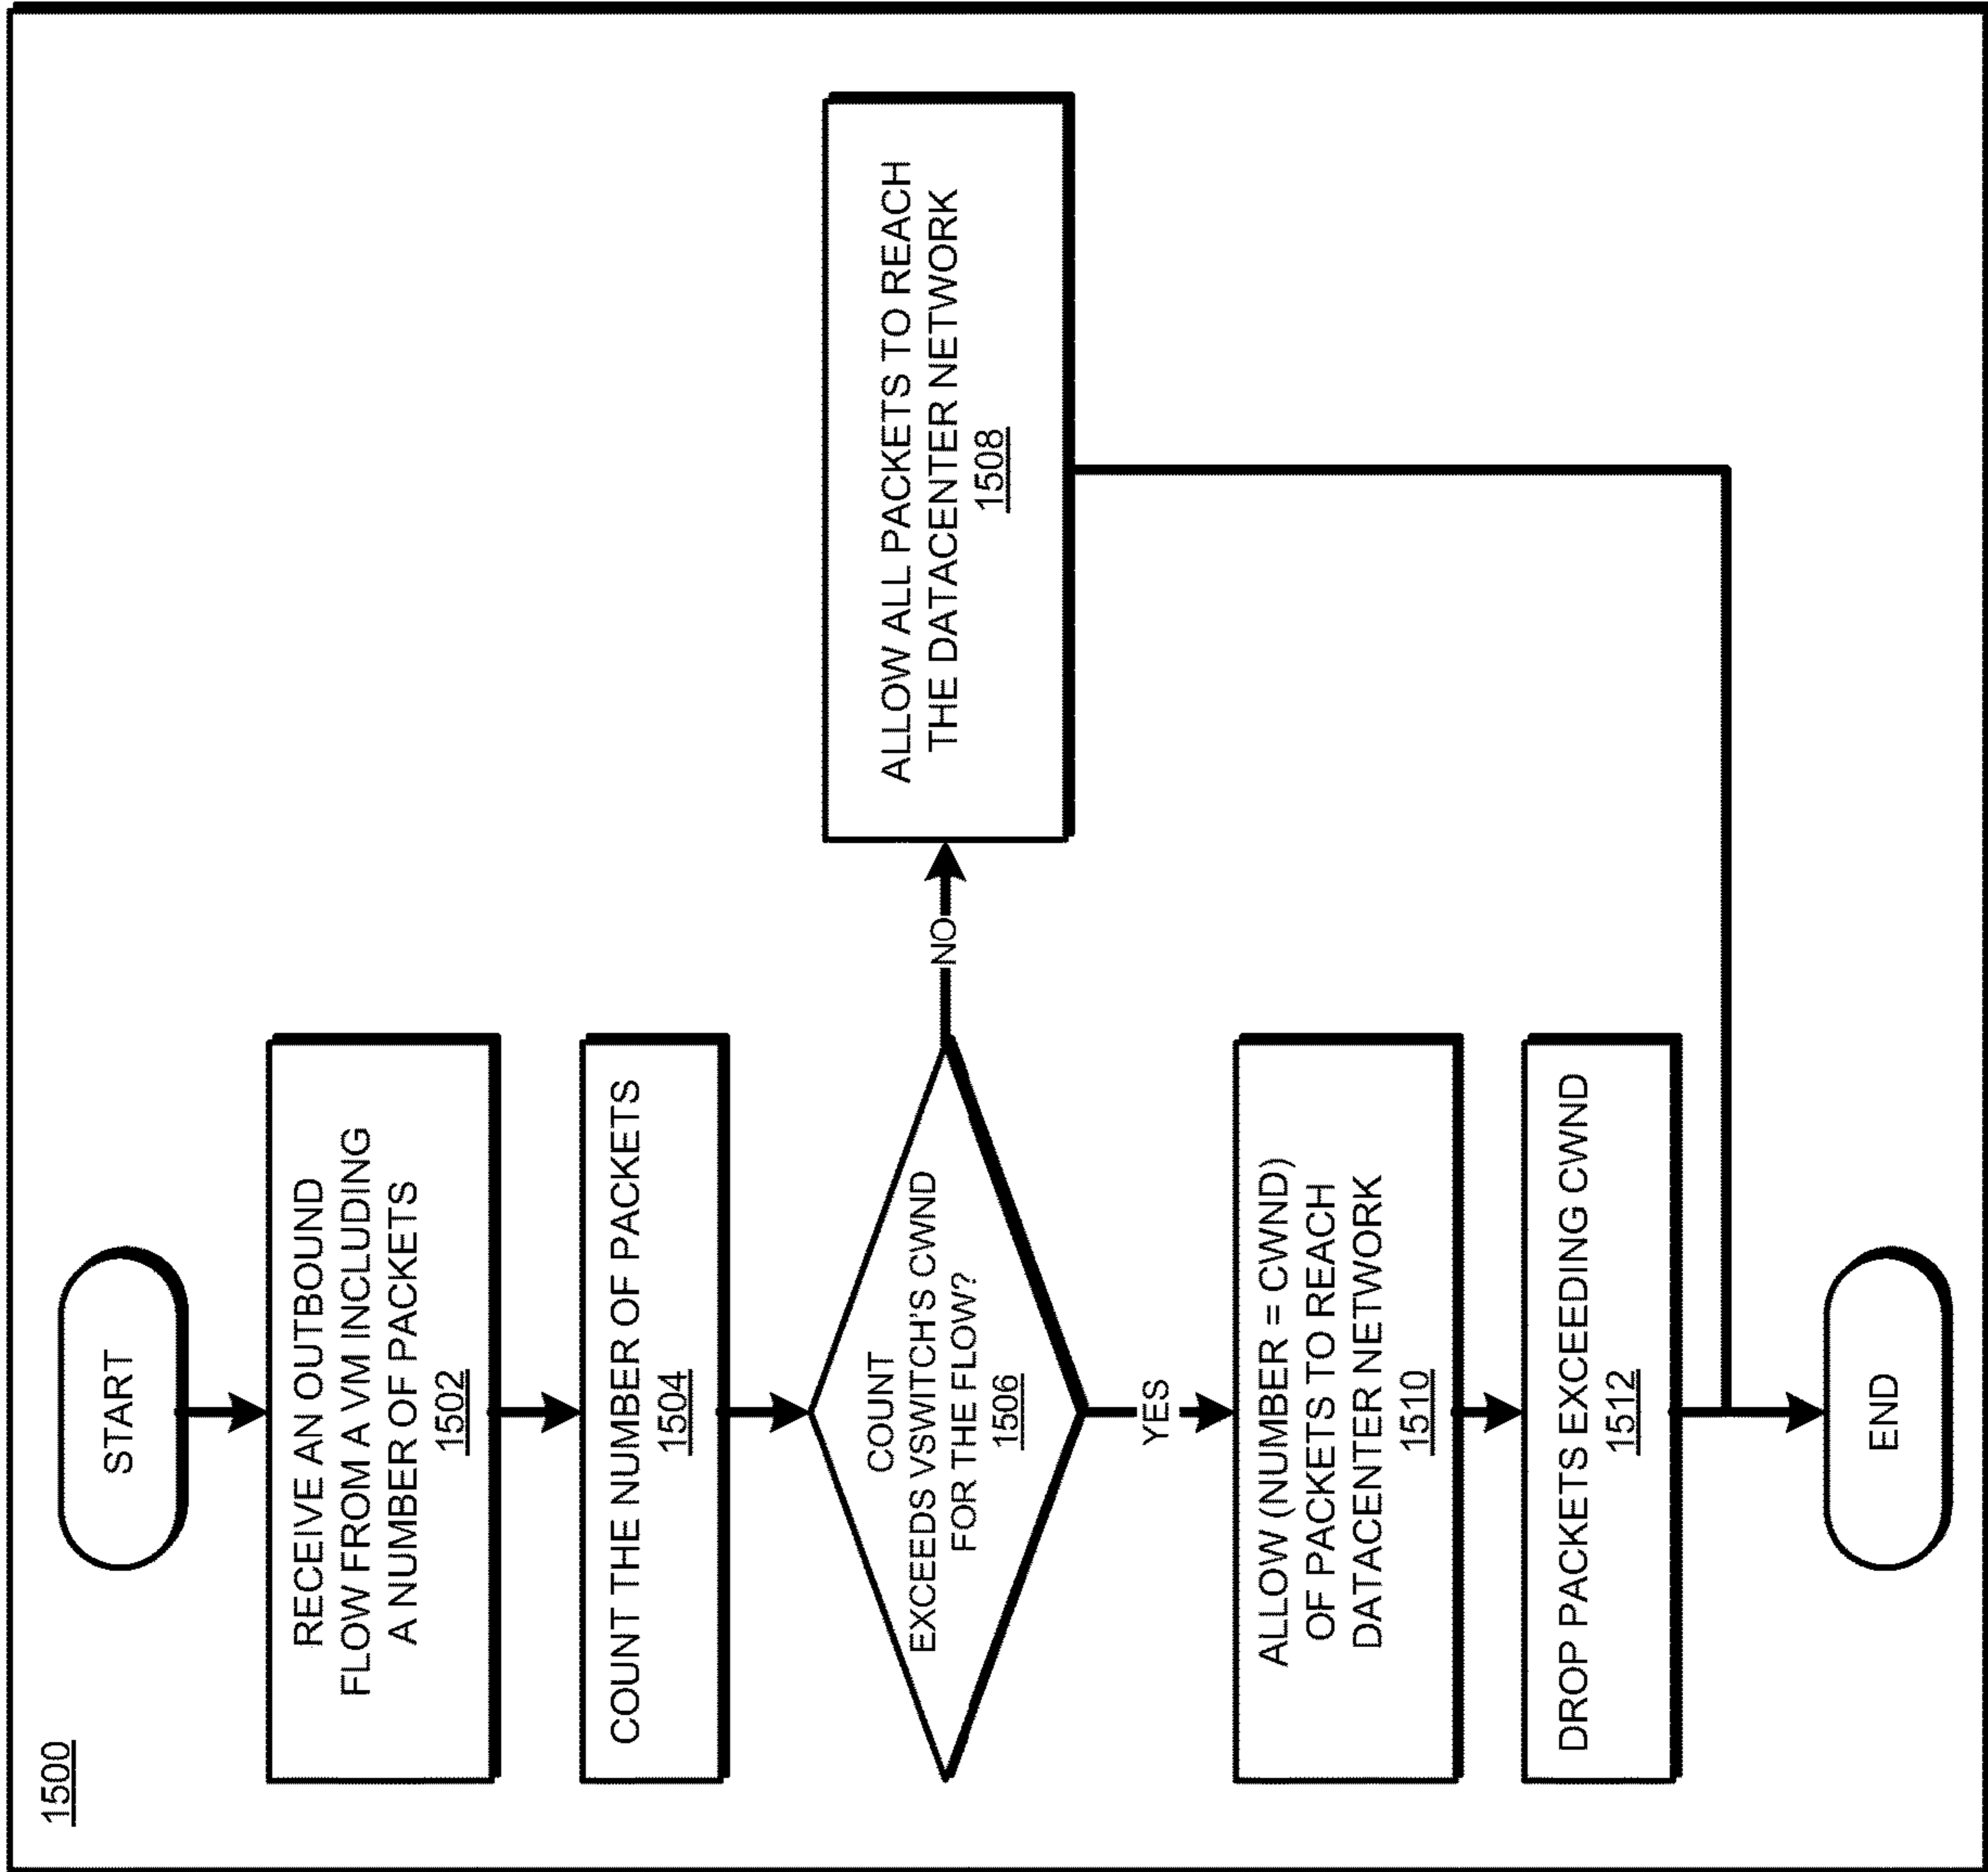 1500
START
RECEIVE AN OUTBOUND
FLOW FROM A VM INCLUDING
A NUMBER OF PACKETS
1502
COUNT THE NUMBER OF PACKETS
1504
COUNT
EXCEEDS VSWITCH'S CWND
FOR THE FLOW?
1506
NO
ALLOW ALL PACKETS TO REACH
THE DATACENTER NETWORK
1508
YES
ALLOW (NUMBER = CWND)
OF PACKETS TO REACH
DATACENTER NETWORK
1510
DROP PACKETS EXCEEDING CWND
1512
END